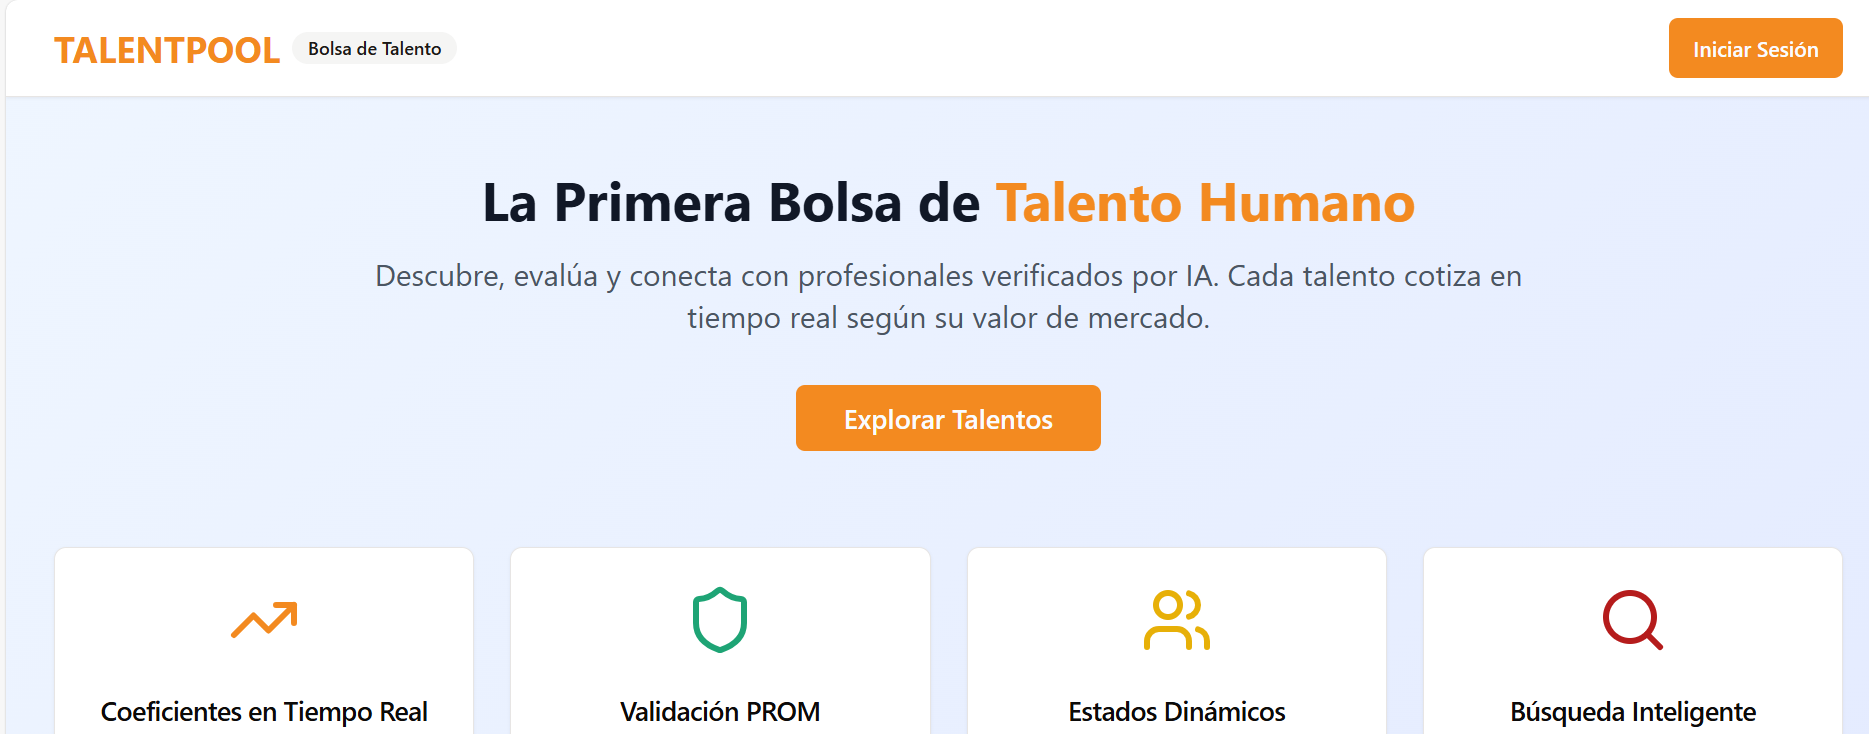 TALENTPOOL
Bolsa de Talento
Iniciar Sesión
La Primera Bolsa de Talento Humano
Descubre, evalúa y conecta con profesionales verificados por IA. Cada talento cotiza en
tiempo real según su valor de mercado.
Explorar Talentos
Coeficientes en Tiempo Real
Validación PROM
Estados Dinámicos
Búsqueda Inteligente